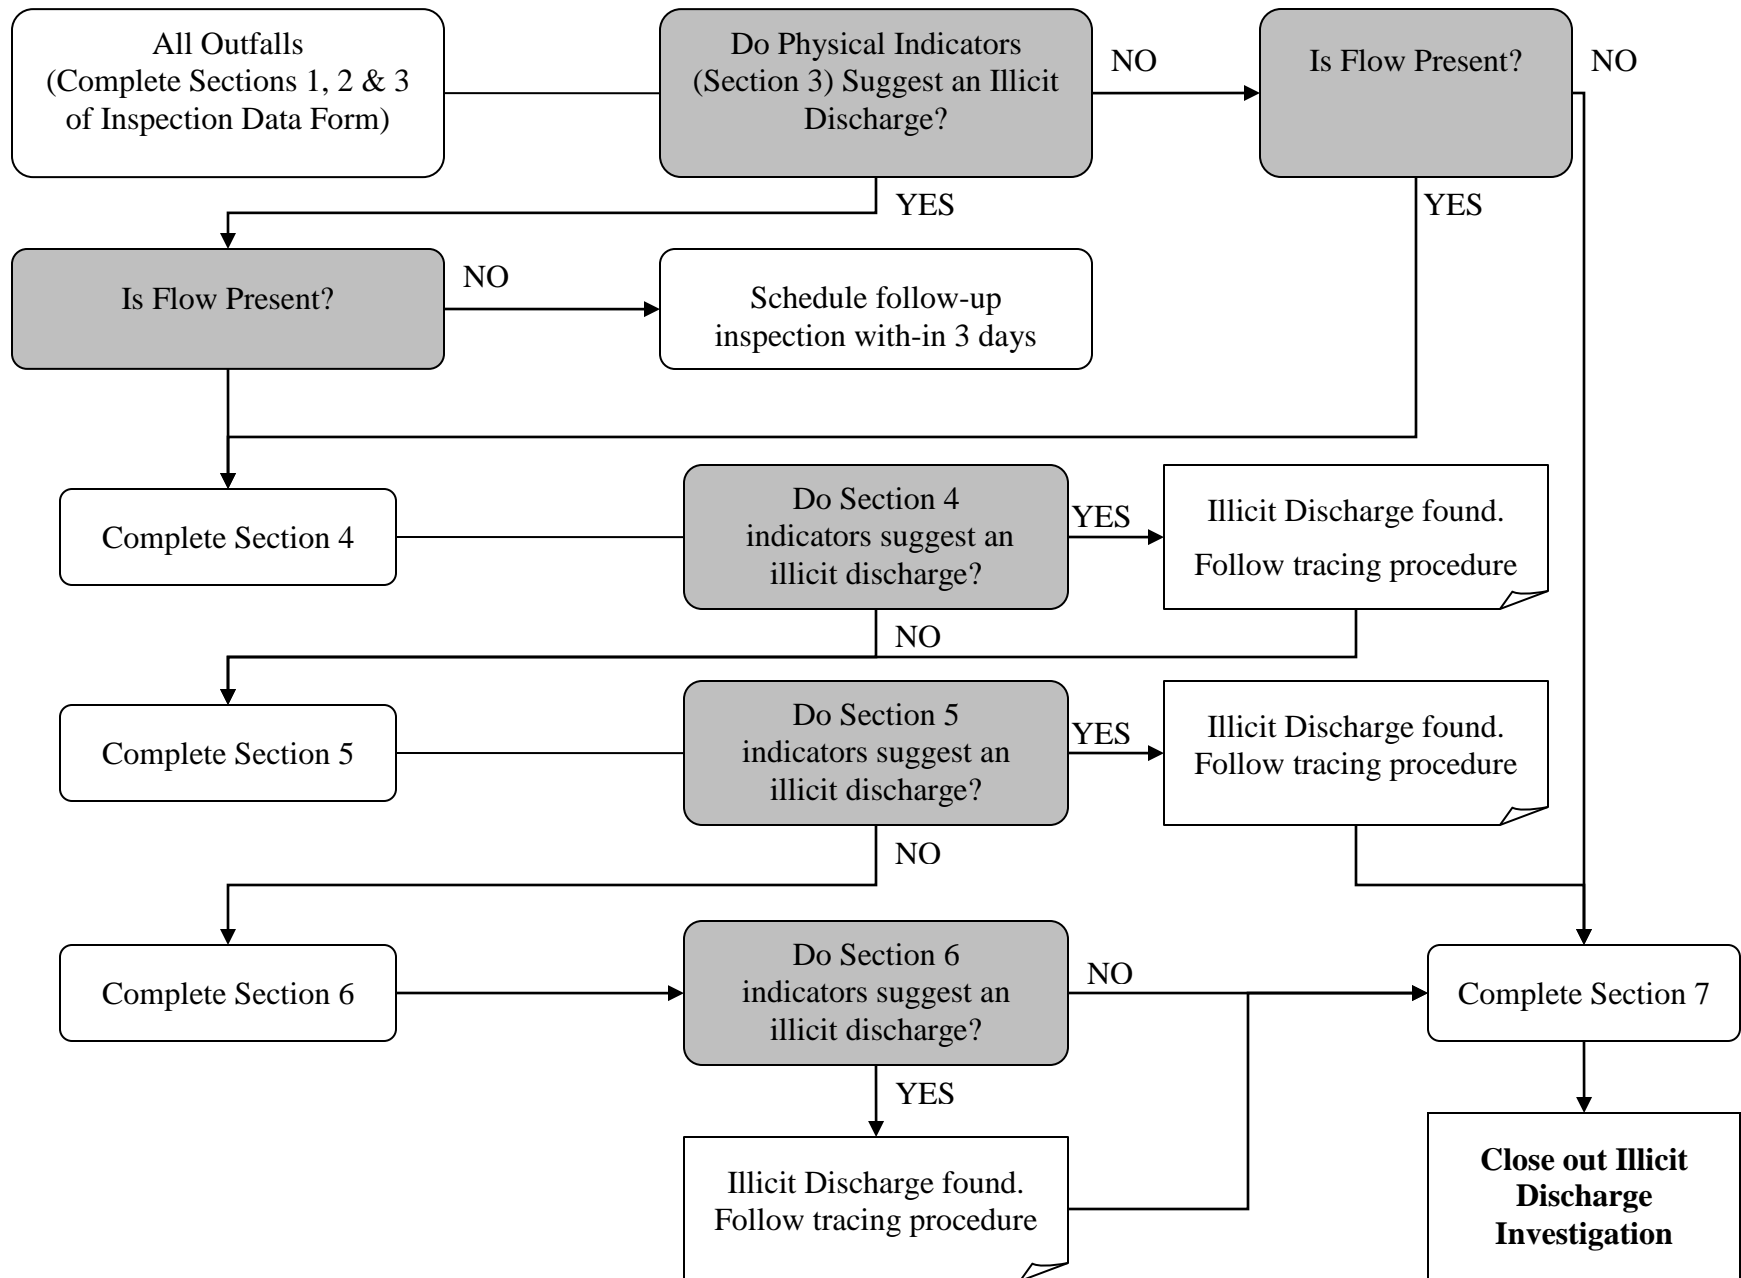 All Outfalls
(Complete Sections 1, 2 & 3
of Inspection Data Form)
Do Physical Indicators
(Section 3) Suggest an Illicit
Discharge?
NO
Is Flow Present?
NO
YES
YES
Is Flow Present?
NO
Schedule follow-up
inspection with-in 3 days
Complete Section 4
Do Section 4
indicators suggest an
illicit discharge?
YES
Illicit Discharge found.
Follow tracing procedure
NO
Complete Section 5
Do Section 5
indicators suggest an
illicit discharge?
YES
Illicit Discharge found.
Follow tracing procedure
NO
Complete Section 6
Do Section 6
indicators suggest an
illicit discharge?
NO
Complete Section 7
YES
Illicit Discharge found.
Follow tracing procedure
Close out Illicit
Discharge
Investigation